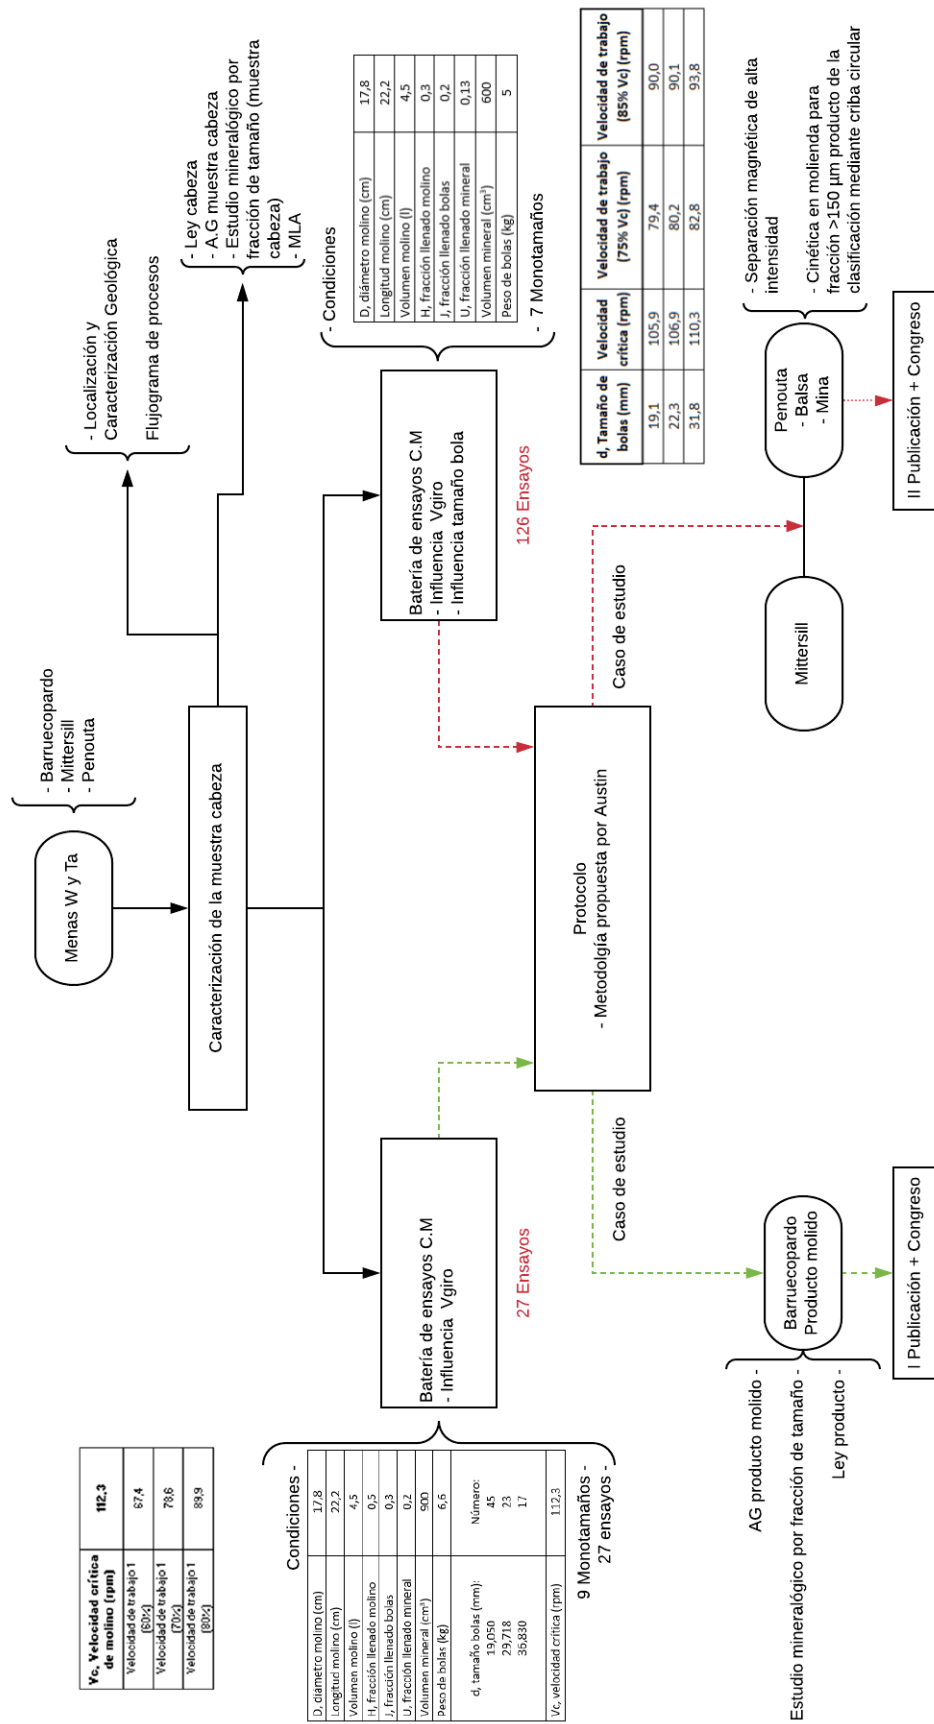 Menas W y Ta
- Barruecopardo
- Mittersill
- Penouta
Caracterización de la muestra cabeza
- Localización y
Caracterización Geológica
Flujograma de procesos
- Ley cabeza
- A.G muestra cabeza
- Estudio mineralógico por
fracción de tamaño (muestra
cabeza)
- MLA
Vc, Velocidad crítica de molino (rpm) 112,3
Velocidad de trabajo 1 (60%) 67,4
Velocidad de trabajo 1 (70%) 78,6
Velocidad de trabajo 1 (80%) 89,9
Batería de ensayos C.M
- Influencia Vgiro
27 Ensayos
Condiciones -
D, diámetro molino (cm) 17,8
Longitud molino (cm) 22,2
Volumen molino (l) 4,5
H, fracción llenado molino 0,5
J, fracción llenado bolas 0,3
U, fracción llenado mineral 0,2
Volumen mineral (cm³) 900
Peso de bolas (kg) 6,6
d, tamaño bolas (mm): Número:
19,050 45
29,718 23
36,830 17
Vc, velocidad crítica (rpm) 112,3
9 Monotamaños -
27 ensayos -
Batería de ensayos C.M
- Influencia Vgiro
- Influencia tamaño bola
126 Ensayos
- Condiciones
D, diámetro molino (cm) 17,8
Longitud molino (cm) 22,2
Volumen molino (l) 4,5
H, fracción llenado molino 0,3
J, fracción llenado bolas 0,2
U, fracción llenado mineral 0,13
Volumen mineral (cm³) 600
Peso de bolas (kg) 5
- 7 Monotamaños
Protocolo
- Metodolgía propuesta por Austin
d, Tamaño de bolas (mm) Velocidad crítica (rpm) Velocidad de trabajo (75% Vc) (rpm) Velocidad de trabajo (85% Vc) (rpm)
19,1 105,9 79,4 90,0
22,3 106,9 80,2 90,1
31,8 110,3 82,8 93,8
Caso de estudio
Caso de estudio
Barruecopardo
Producto molido
AG producto molido -
Estudio mineralógico por fracción de tamaño -
Ley producto -
I Publicación + Congreso
Mittersill
Penouta
- Balsa
- Mina
- Separación magnética de alta
intensidad
- Cinética en molienda para
fracción >150 µm producto de la
clasificación mediante criba circular
II Publicación + Congreso